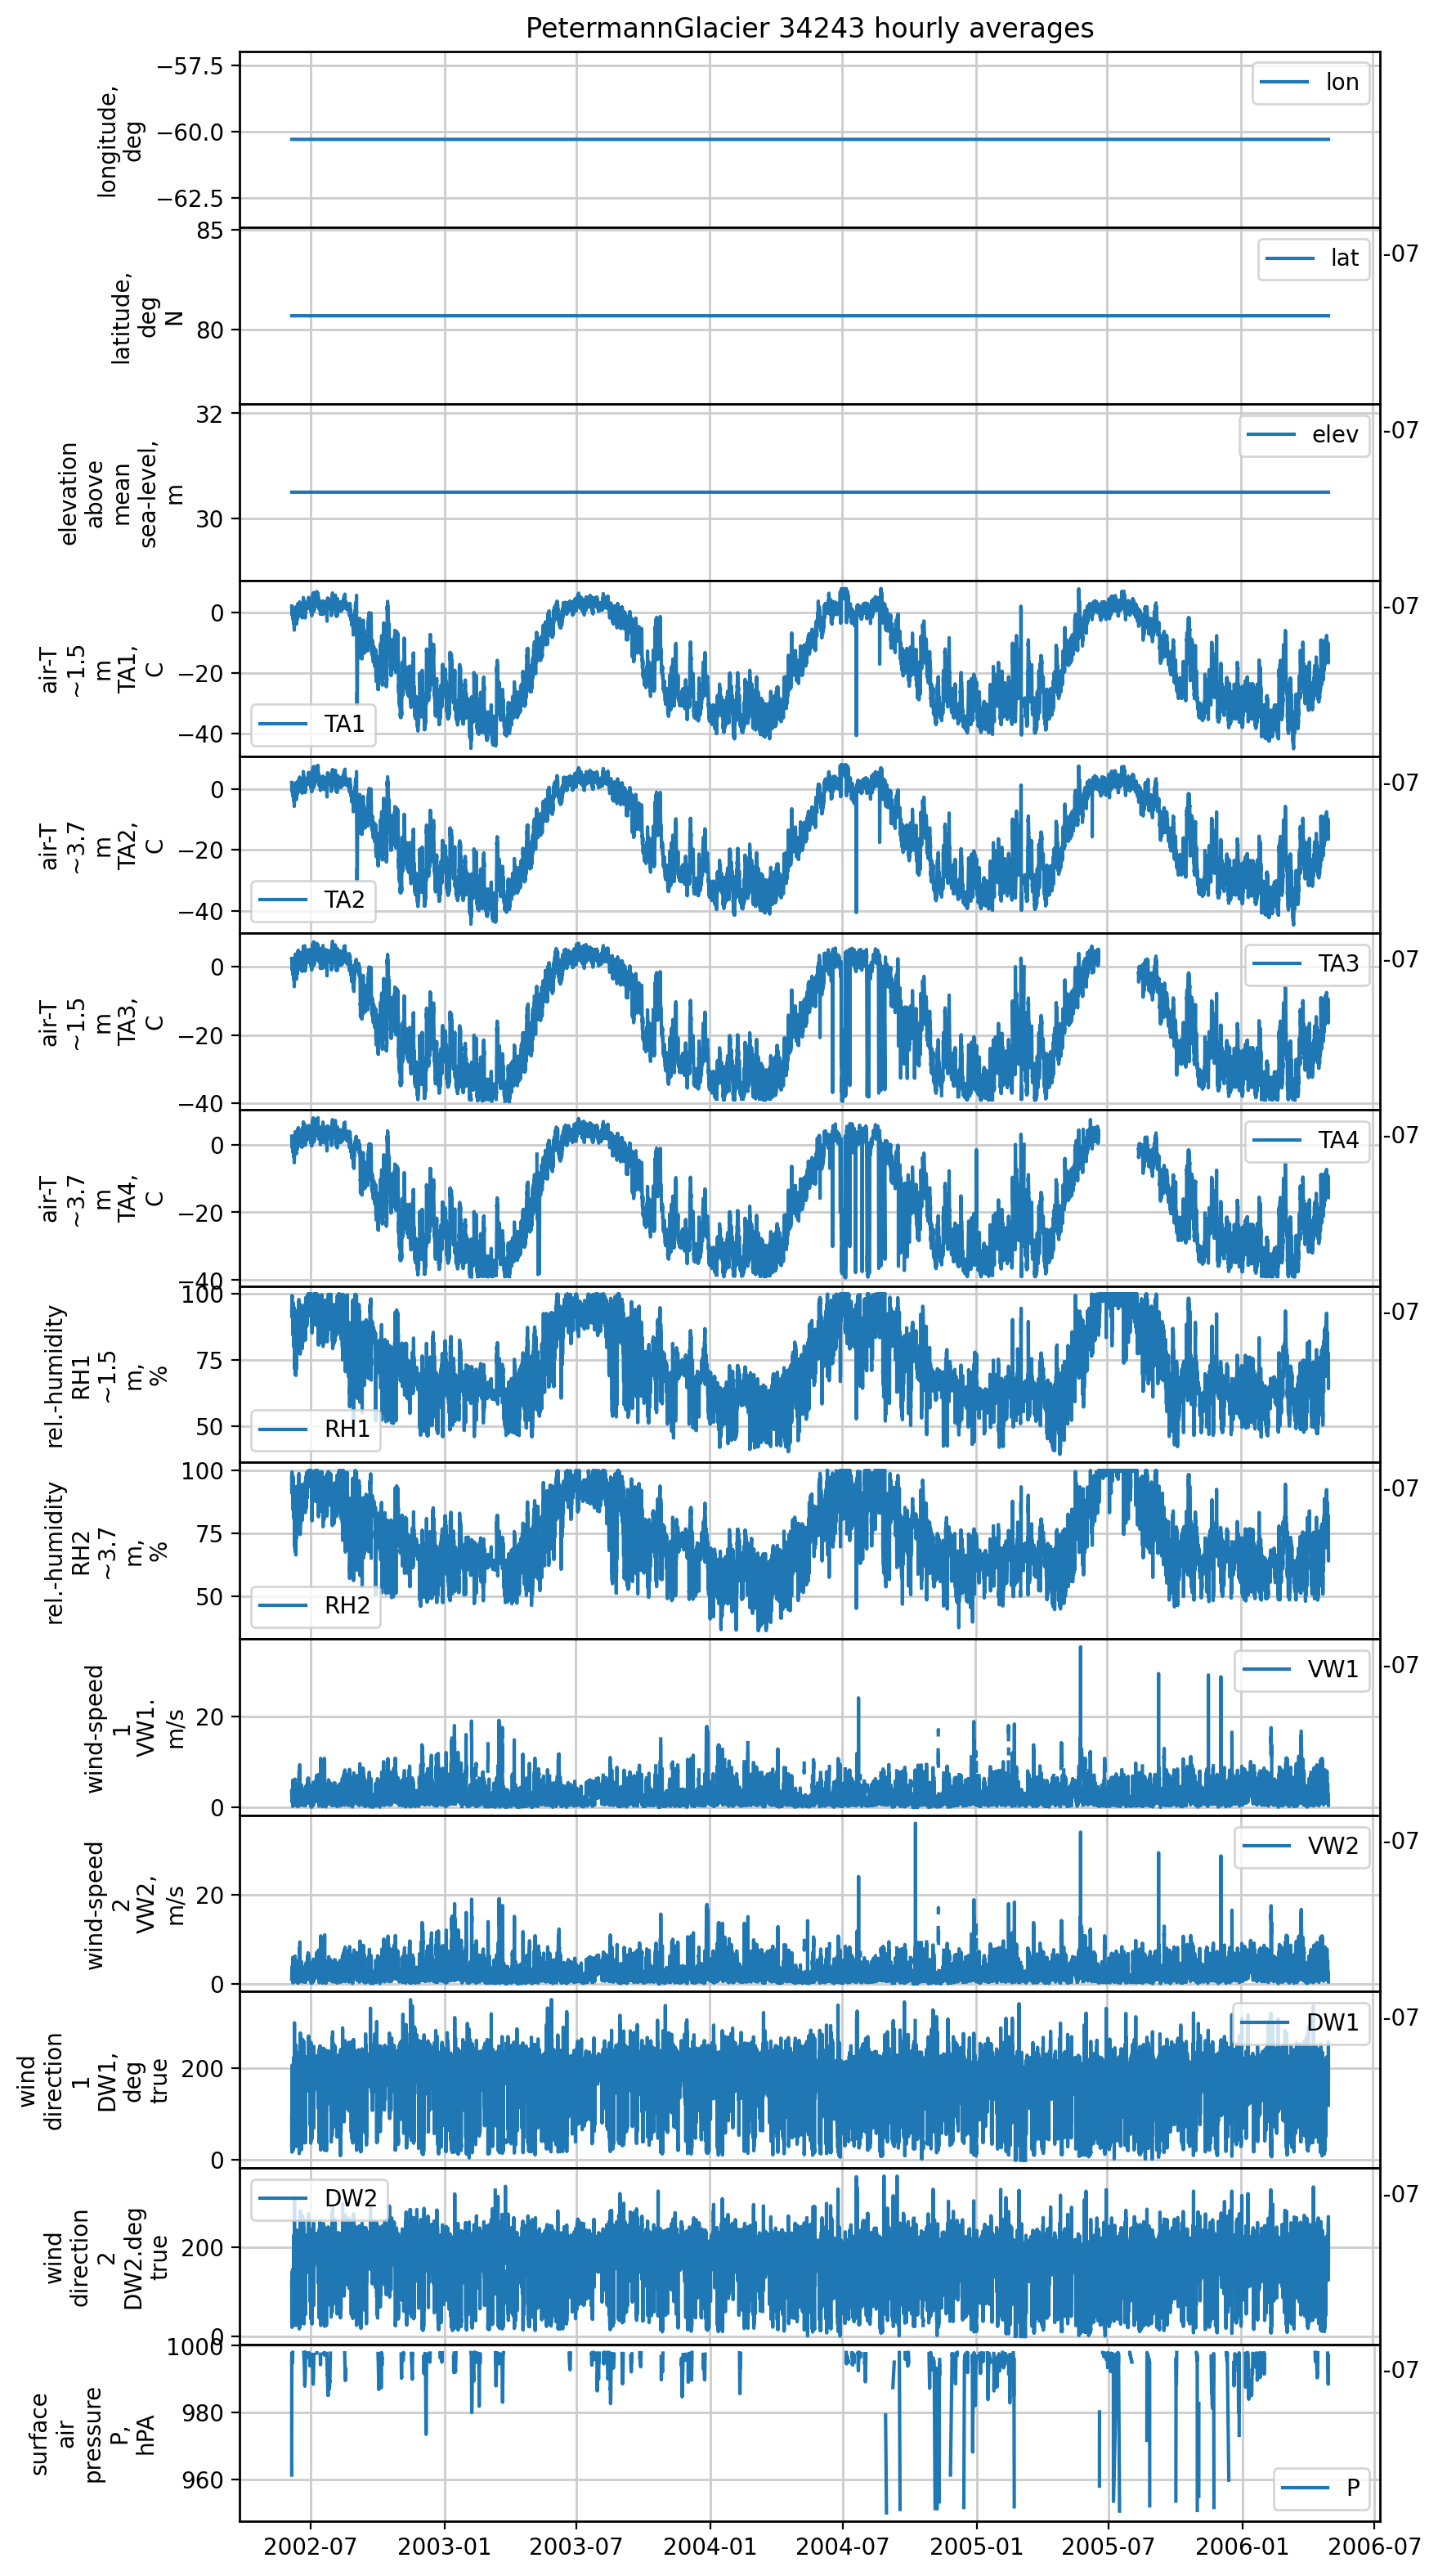 PetermannGlacier 34243 hourly averages
longitude,
deg
−57.5
−60.0
−62.5
lon
latitude,
deg
N
85
80
lat
-07
elevation
above
mean
sea-level,
m
32
30
elev
-07
air-T
~1.5
m
TA1,
C
0
−20
−40
TA1
-07
air-T
~3.7
m
TA2,
C
0
−20
−40
TA2
-07
air-T
~1.5
m
TA3,
C
0
−20
−40
TA3
-07
air-T
~3.7
m
TA4,
C
0
−20
−40
TA4
-07
rel.-humidity
RH1
~1.5
m,
%
100
75
50
RH1
-07
rel.-humidity
RH2
~3.7
m,
%
100
75
50
RH2
-07
wind-speed
1
VW1.
m/s
20
0
VW1
-07
wind-speed
2
VW2,
m/s
20
0
VW2
-07
wind
direction
1
DW1,
deg
true
200
0
DW1
-07
wind
direction
2
DW2.deg
true
200
0
DW2
-07
surface
air
pressure
P,
hPA
1000
980
960
P
-07
2002-07 2003-01 2003-07 2004-01 2004-07 2005-01 2005-07 2006-01 2006-07